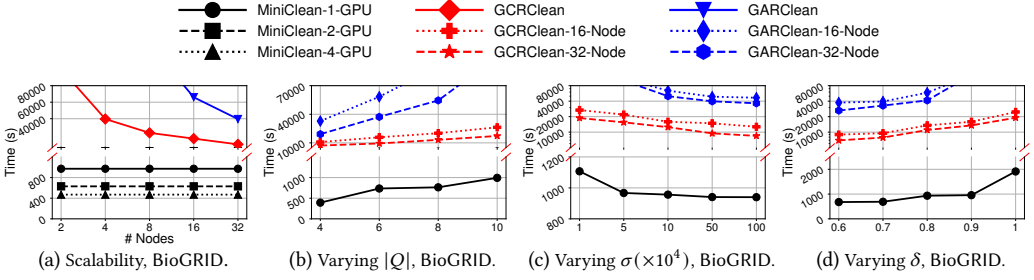 MiniClean-1-GPU GCRClean GARClean
MiniClean-2-GPU GCRClean-16-Node GARClean-16-Node
MiniClean-4-GPU GCRClean-32-Node GARClean-32-Node
Time (s)
80000
40000
800
400
0
2 4 8 16 32
# Nodes
(a) Scalability, BioGRID.
Time (s)
70000
40000
10000
1000
500
0
4 6 8 10
(b) Varying |Q|, BioGRID.
Time (s)
80000
40000
20000
10000
1200
1000
800
1 5 10 50 100
(c) Varying σ(×10⁴), BioGRID.
Time (s)
80000
40000
30000
20000
10000
2000
1000
0
0.6 0.7 0.8 0.9 1
(d) Varying δ, BioGRID.